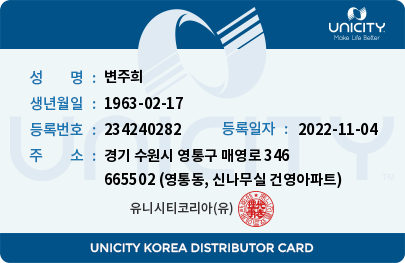 UNICITY
Make Life Better
성 명 : 변주희
생년월일 : 1963-02-17
등록번호 : 234240282 등록일자 : 2022-11-04
주 소 : 경기 수원시 영통구 매영로 346
665502 (영통동, 신나무실 건영아파트)
유니시티코리아(유)
UNICITY
UNICITY KOREA DISTRIBUTOR CARD